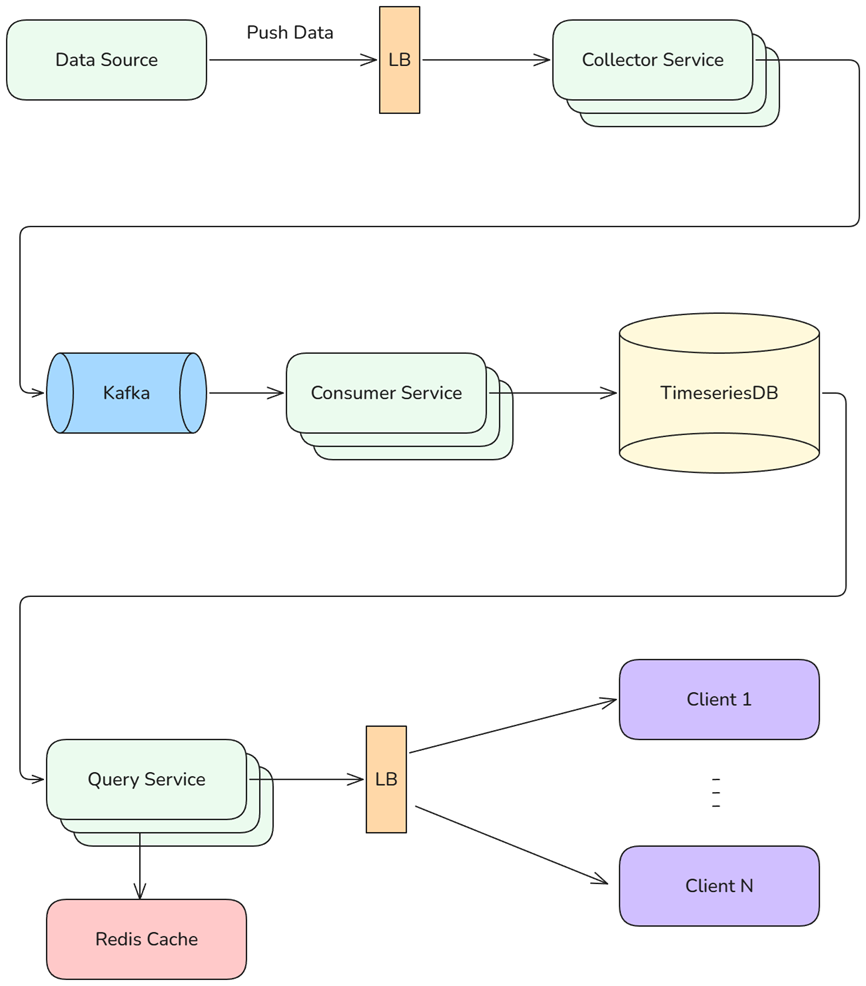 Push Data
Data Source
LB
Collector Service
Kafka
Consumer Service
TimeseriesDB
Client 1
Query Service
LB
Client N
Redis Cache